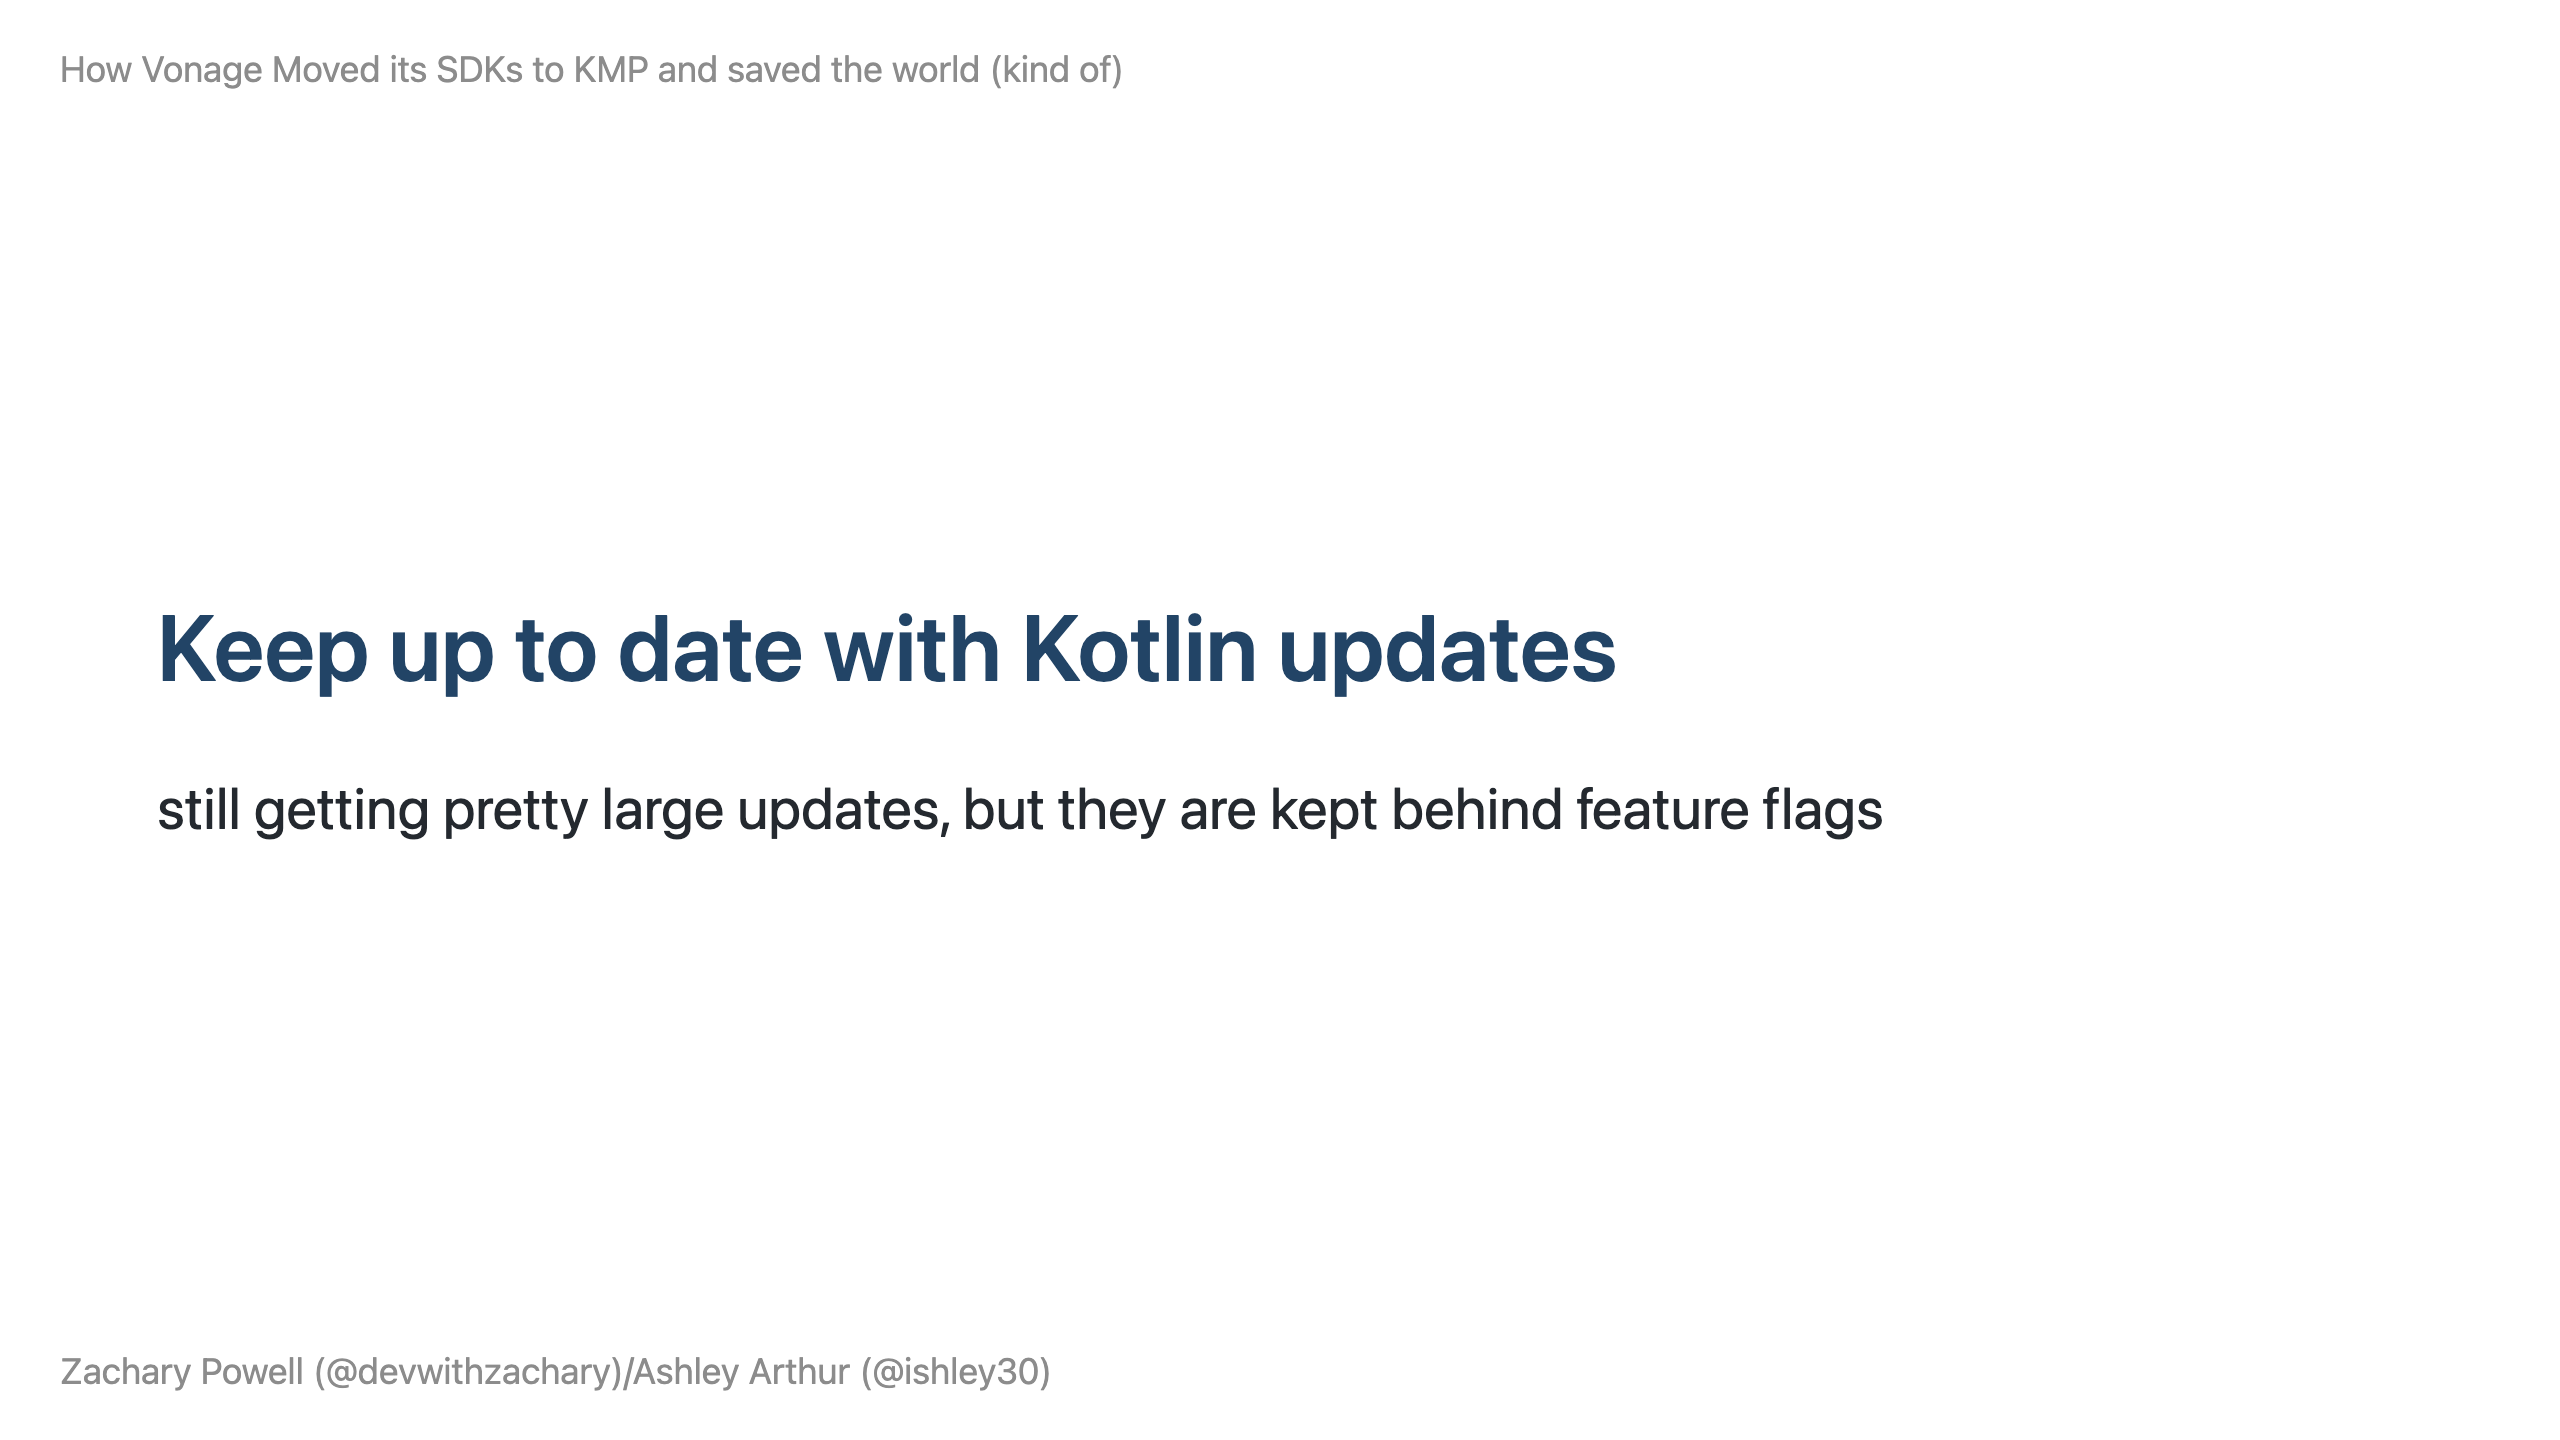 How Vonage Moved its SDKs to KMP and saved the world (kind of)
Keep up to date with Kotlin updates
still getting pretty large updates, but they are kept behind feature flags
Zachary Powell (@devwithzachary)/Ashley Arthur (@ishley30)